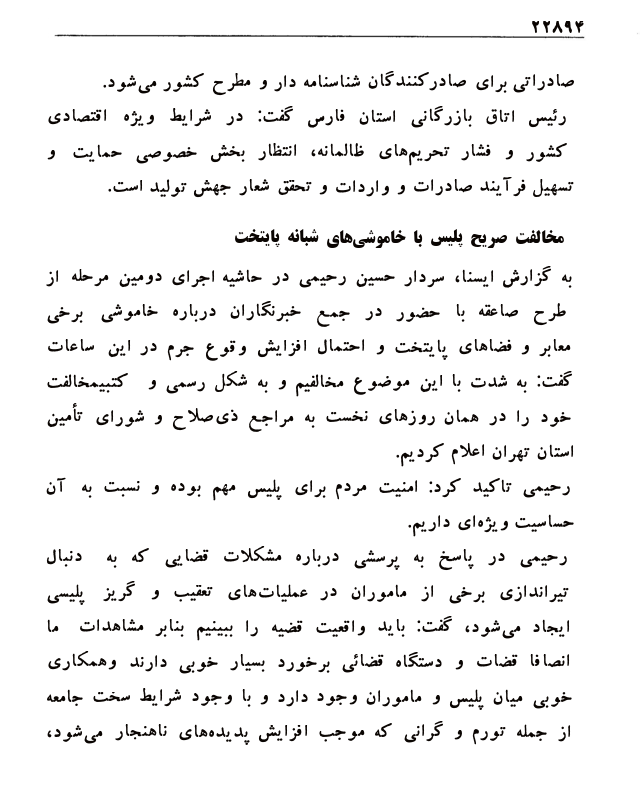 ۲۲۸۹۴
صادراتی برای صادرکنندگان شناسنامه دار و مطرح کشور می‌شود.
رئیس اتاق بازرگانی استان فارس گفت: در شرایط ویژه اقتصادی
کشور و فشار تحریم‌های ظالمانه، انتظار بخش خصوصی حمایت و
تسهیل فرآیند صادرات و واردات و تحقق شعار جهش تولید است.
مخالفت صریح پلیس با خاموشی‌های شبانه پایتخت
به گزارش ایسنا، سردار حسین رحیمی در حاشیه اجرای دومین مرحله از
طرح صاعقه با حضور در جمع خبرنگاران درباره خاموشی برخی
معابر و فضاهای پایتخت و احتمال افزایش وقوع جرم در این ساعات
گفت: به شدت با این موضوع مخالفیم و به شکل رسمی و کتبیمخالفت
خود را در همان روزهای نخست به مراجع ذی‌صلاح و شورای تأمین
استان تهران اعلام کردیم.
رحیمی تاکید کرد: امنیت مردم برای پلیس مهم بوده و نسبت به آن
حساسیت ویژه‌ای داریم.
رحیمی در پاسخ به پرسشی درباره مشکلات قضایی که به دنبال
تیراندازی برخی از ماموران در عملیات‌های تعقیب و گریز پلیسی
ایجاد می‌شود، گفت: باید واقعیت قضیه را ببینیم بنابر مشاهدات ما
انصافا قضات و دستگاه قضائی برخورد بسیار خوبی دارند وهمکاری
خوبی میان پلیس و ماموران وجود دارد و با وجود شرایط سخت جامعه
از جمله تورم و گرانی که موجب افزایش پدیده‌های ناهنجار می‌شود،